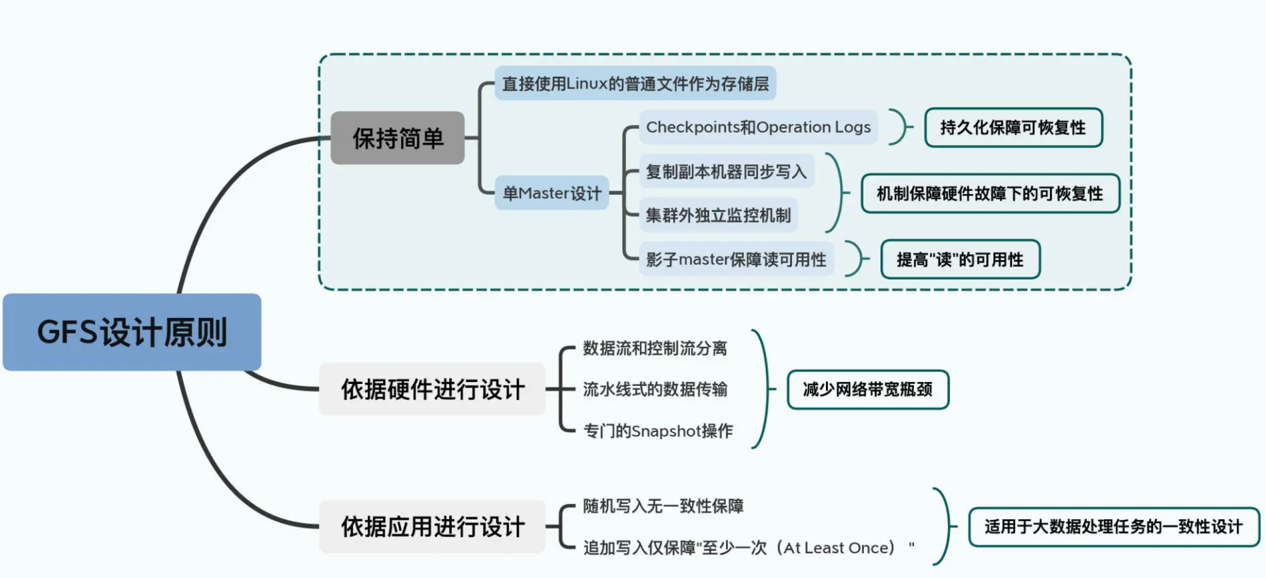 GFS设计原则
保持简单
直接使用Linux的普通文件作为存储层
单Master设计
Checkpoints和Operation Logs
持久化保障可恢复性
复制副本机器同步写入
集群外独立监控机制
机制保障硬件故障下的可恢复性
影子master保障读可用性
提高"读"的可用性
依据硬件进行设计
数据流和控制流分离
流水线式的数据传输
专门的Snapshot操作
减少网络带宽瓶颈
依据应用进行设计
随机写入无一致性保障
追加写入仅保障"至少一次（At Least Once） "
适用于大数据处理任务的一致性设计